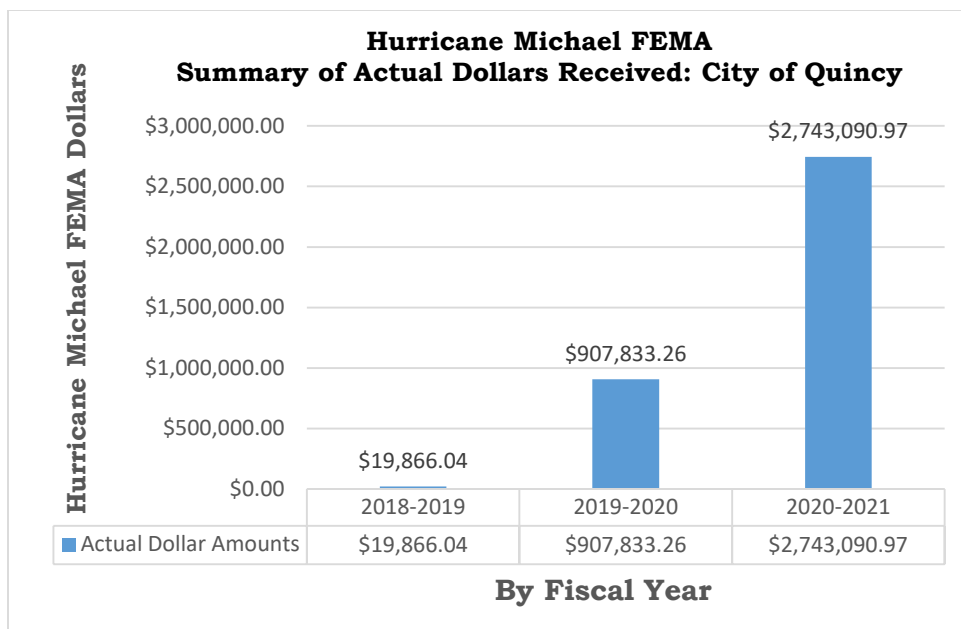 Hurricane Michael FEMA
Summary of Actual Dollars Received: City of Quincy
Hurricane Michael FEMA Dollars
$3,000,000.00
$2,500,000.00
$2,000,000.00
$1,500,000.00
$1,000,000.00
$500,000.00
$0.00
$19,866.04
$907,833.26
$2,743,090.97
2018-2019 2019-2020 2020-2021
Actual Dollar Amounts $19,866.04 $907,833.26 $2,743,090.97
By Fiscal Year